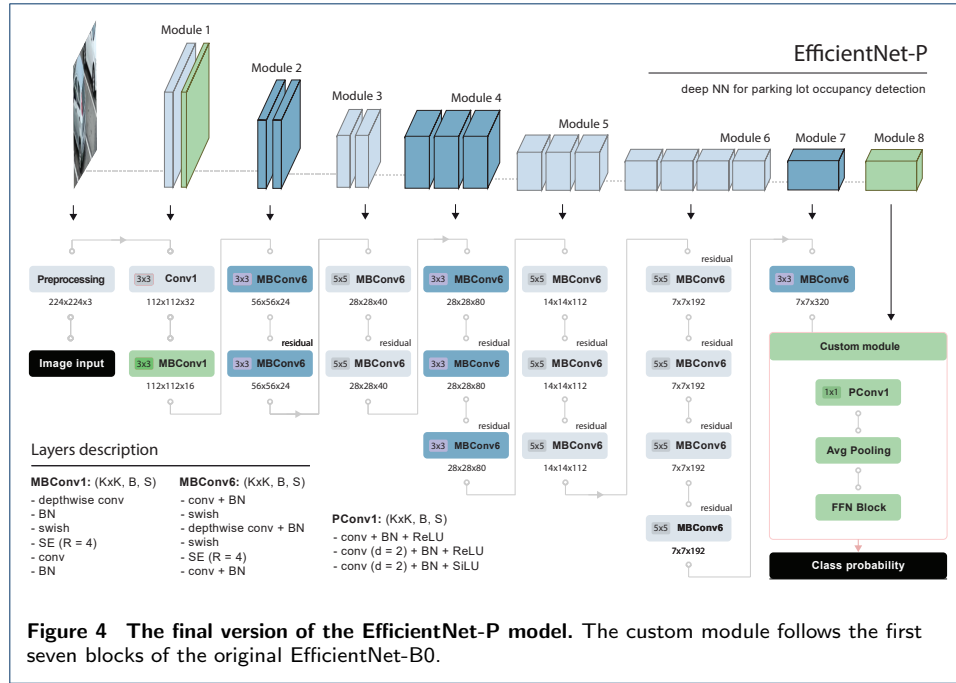 EfficientNet-P
deep NN for parking lot occupancy detection
Module 1
Module 2
Module 3
Module 4
Module 5
Module 6
Module 7
Module 8
Preprocessing
224x224x3
Image input
3x3 Conv1
112x112x32
3x3 MBConv1
112x112x16
3x3 MBConv6
56x56x24
residual
3x3 MBConv6
56x56x24
5x5 MBConv6
28x28x40
residual
5x5 MBConv6
28x28x40
3x3 MBConv6
28x28x80
residual
3x3 MBConv6
28x28x80
residual
3x3 MBConv6
28x28x80
5x5 MBConv6
14x14x112
residual
5x5 MBConv6
14x14x112
residual
5x5 MBConv6
14x14x112
residual
5x5 MBConv6
7x7x192
residual
5x5 MBConv6
7x7x192
residual
5x5 MBConv6
7x7x192
residual
5x5 MBConv6
7x7x192
3x3 MBConv6
7x7x320
Custom module
1x1 PConv1
Avg Pooling
FFN Block
Class probability
Layers description
MBConv1: (KxK, B, S)
- depthwise conv
- BN
- swish
- SE (R = 4)
- conv
- BN
MBConv6: (KxK, B, S)
- conv + BN
- swish
- depthwise conv + BN
- swish
- SE (R = 4)
- conv + BN
PConv1: (KxK, B, S)
- conv + BN + ReLU
- conv (d = 2) + BN + ReLU
- conv (d = 2) + BN + SiLU
Figure 4 The final version of the EfficientNet-P model. The custom module follows the first
seven blocks of the original EfficientNet-B0.